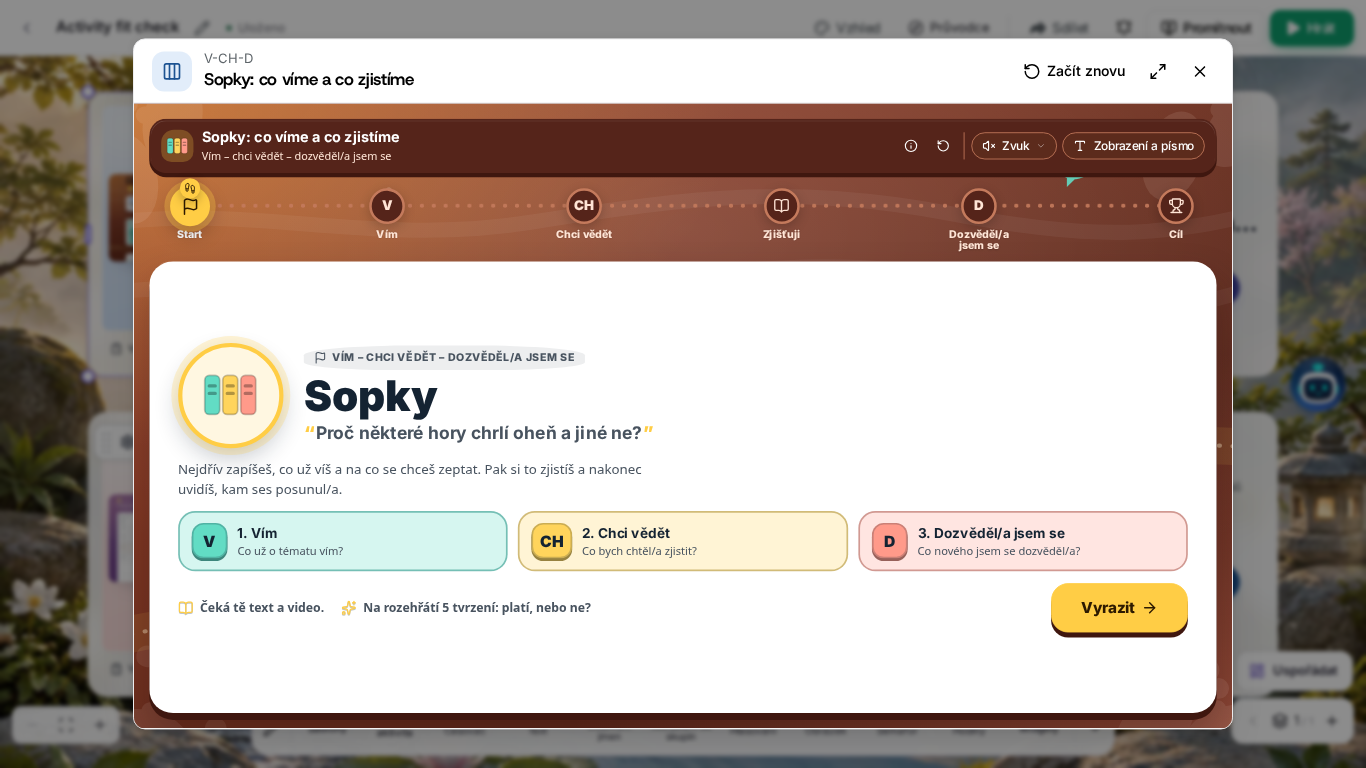 Activity fit check
Uloženo
Vzhled
Průvodce
Sdílet
Promítnout
Hrát
V-CH-D
Sopky: co víme a co zjistíme
Začít znovu
Sopky: co víme a co zjistíme
Vím – chci vědět – dozvěděl/a jsem se
Zvuk
Zobrazení a písmo
V
CH
D
Start
Vím
Chci vědět
Zjišťuji
Dozvěděl/a
jsem se
Cíl
VÍM – CHCI VĚDĚT – DOZVĚDĚL/A JSEM SE
Sopky
"Proč některé hory chrlí oheň a jiné ne?"
Nejdřív zapíšeš, co už víš a na co se chceš zeptat. Pak si to zjistíš a nakonec
uvidíš, kam ses posunul/a.
V
1. Vím
Co už o tématu vím?
CH
2. Chci vědět
Co bych chtěl/a zjistit?
D
3. Dozvěděl/a jsem se
Co nového jsem se dozvěděl/a?
Čeká tě text a video.
Na rozehřátí 5 tvrzení: platí, nebo ne?
Vyrazit
Uspořádat